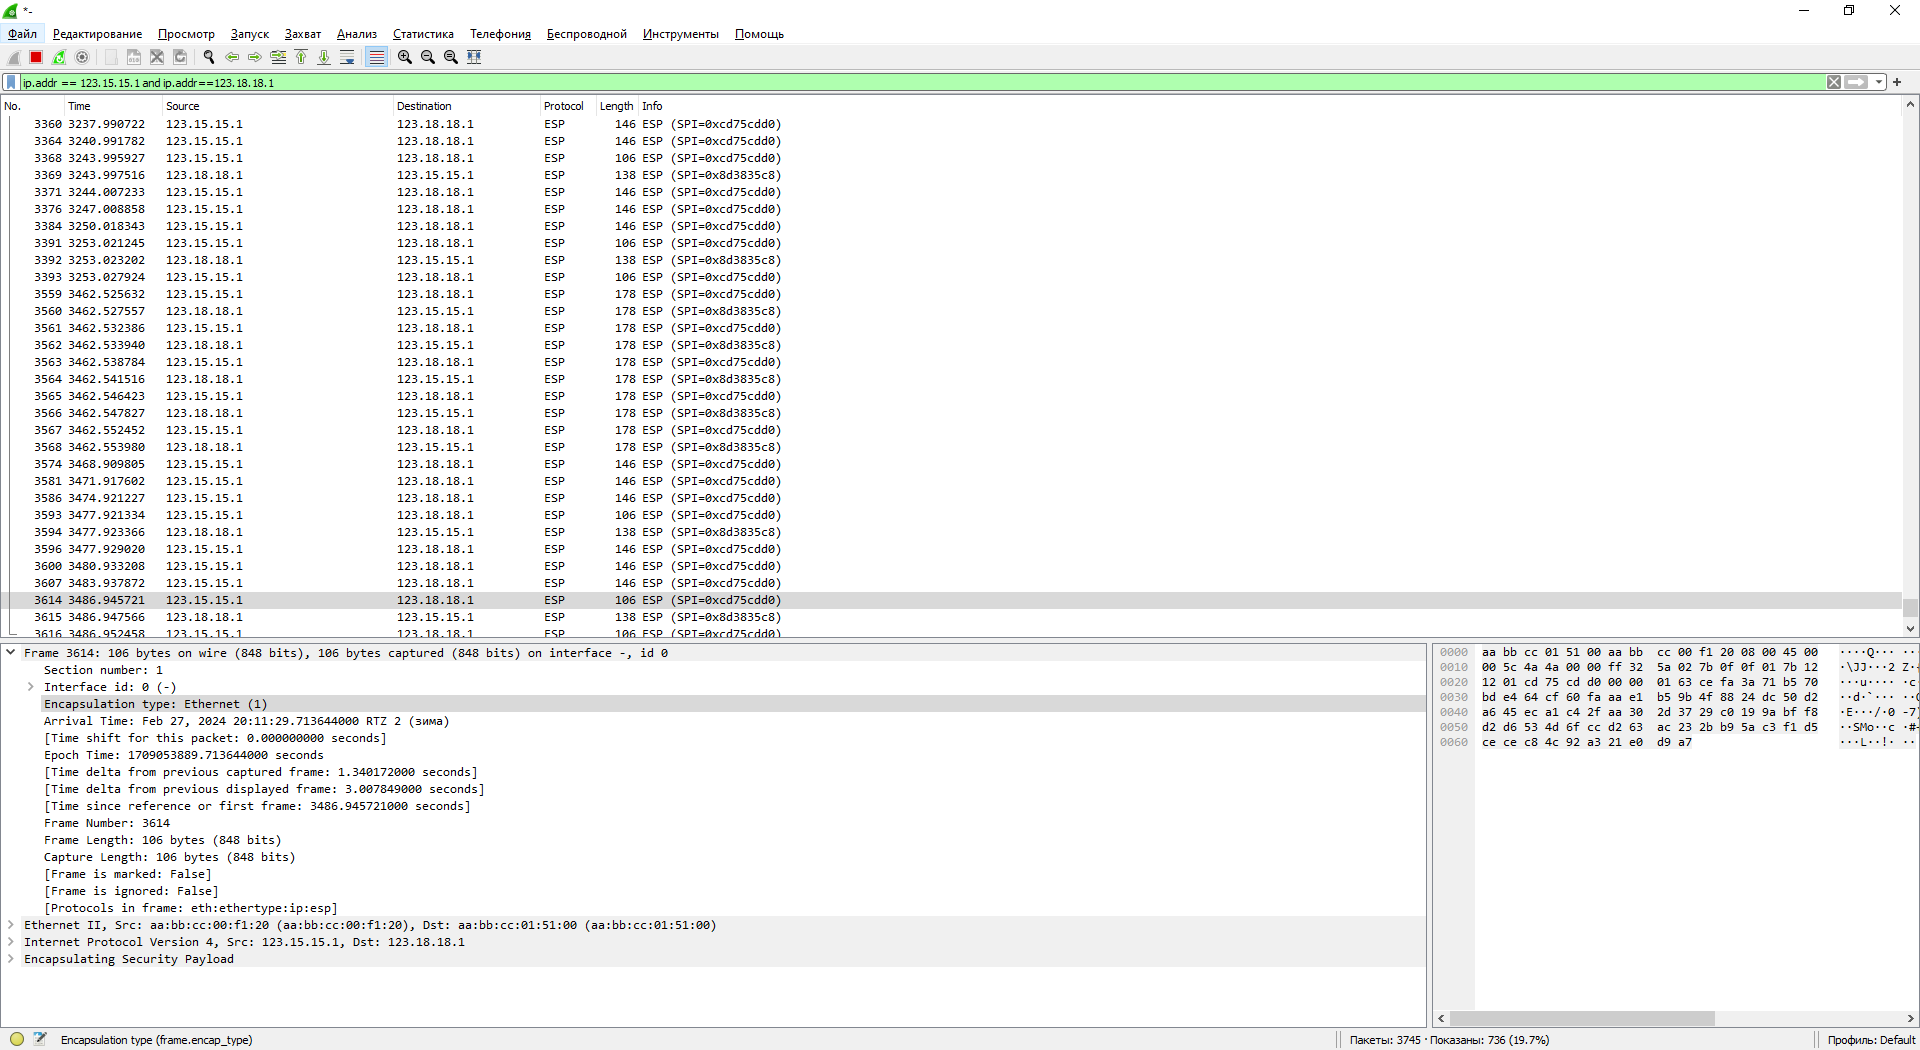 *-
Файл Редактирование Просмотр Запуск Захват Анализ Статистика Телефония Беспроводной Инструменты Помощь
ip.addr == 123.15.15.1 and ip.addr==123.18.18.1
No. Time Source Destination Protocol Length Info
3360 3237.990722 123.15.15.1 123.18.18.1 ESP 146 ESP (SPI=0xcd75cdd0)
3364 3240.991782 123.15.15.1 123.18.18.1 ESP 146 ESP (SPI=0xcd75cdd0)
3368 3243.995927 123.15.15.1 123.18.18.1 ESP 106 ESP (SPI=0xcd75cdd0)
3369 3243.997516 123.18.18.1 123.15.15.1 ESP 138 ESP (SPI=0x8d3835c8)
3371 3244.007233 123.15.15.1 123.18.18.1 ESP 146 ESP (SPI=0xcd75cdd0)
3376 3247.008858 123.15.15.1 123.18.18.1 ESP 146 ESP (SPI=0xcd75cdd0)
3384 3250.018343 123.15.15.1 123.18.18.1 ESP 146 ESP (SPI=0xcd75cdd0)
3391 3253.021245 123.15.15.1 123.18.18.1 ESP 106 ESP (SPI=0xcd75cdd0)
3392 3253.023202 123.18.18.1 123.15.15.1 ESP 138 ESP (SPI=0x8d3835c8)
3393 3253.027924 123.15.15.1 123.18.18.1 ESP 106 ESP (SPI=0xcd75cdd0)
3559 3462.525632 123.15.15.1 123.18.18.1 ESP 178 ESP (SPI=0xcd75cdd0)
3560 3462.527557 123.18.18.1 123.15.15.1 ESP 178 ESP (SPI=0x8d3835c8)
3561 3462.532386 123.15.15.1 123.18.18.1 ESP 178 ESP (SPI=0xcd75cdd0)
3562 3462.533940 123.18.18.1 123.15.15.1 ESP 178 ESP (SPI=0x8d3835c8)
3563 3462.538784 123.15.15.1 123.18.18.1 ESP 178 ESP (SPI=0xcd75cdd0)
3564 3462.541516 123.18.18.1 123.15.15.1 ESP 178 ESP (SPI=0x8d3835c8)
3565 3462.546423 123.15.15.1 123.18.18.1 ESP 178 ESP (SPI=0xcd75cdd0)
3566 3462.547827 123.18.18.1 123.15.15.1 ESP 178 ESP (SPI=0x8d3835c8)
3567 3462.552452 123.15.15.1 123.18.18.1 ESP 178 ESP (SPI=0xcd75cdd0)
3568 3462.553980 123.18.18.1 123.15.15.1 ESP 178 ESP (SPI=0x8d3835c8)
3574 3468.909805 123.15.15.1 123.18.18.1 ESP 146 ESP (SPI=0xcd75cdd0)
3581 3471.917602 123.15.15.1 123.18.18.1 ESP 146 ESP (SPI=0xcd75cdd0)
3586 3474.921227 123.15.15.1 123.18.18.1 ESP 146 ESP (SPI=0xcd75cdd0)
3593 3477.921334 123.15.15.1 123.18.18.1 ESP 106 ESP (SPI=0xcd75cdd0)
3594 3477.923366 123.18.18.1 123.15.15.1 ESP 138 ESP (SPI=0x8d3835c8)
3596 3477.929020 123.15.15.1 123.18.18.1 ESP 146 ESP (SPI=0xcd75cdd0)
3600 3480.933208 123.15.15.1 123.18.18.1 ESP 146 ESP (SPI=0xcd75cdd0)
3607 3483.937872 123.15.15.1 123.18.18.1 ESP 146 ESP (SPI=0xcd75cdd0)
3614 3486.945721 123.15.15.1 123.18.18.1 ESP 106 ESP (SPI=0xcd75cdd0)
3615 3486.947566 123.18.18.1 123.15.15.1 ESP 138 ESP (SPI=0x8d3835c8)
3616 3486.952458 123.15.15.1 123.18.18.1 ESP 106 ESP (SPI=0xcd75cdd0)
Frame 3614: 106 bytes on wire (848 bits), 106 bytes captured (848 bits) on interface -, id 0
Section number: 1
Interface id: 0 (-)
Encapsulation type: Ethernet (1)
Arrival Time: Feb 27, 2024 20:11:29.713644000 RTZ 2 (зима)
[Time shift for this packet: 0.000000000 seconds]
Epoch Time: 1709053889.713644000 seconds
[Time delta from previous captured frame: 1.340172000 seconds]
[Time delta from previous displayed frame: 3.007849000 seconds]
[Time since reference or first frame: 3486.945721000 seconds]
Frame Number: 3614
Frame Length: 106 bytes (848 bits)
Capture Length: 106 bytes (848 bits)
[Frame is marked: False]
[Frame is ignored: False]
[Protocols in frame: eth:ethertype:ip:esp]
Ethernet II, Src: aa:bb:cc:00:f1:20 (aa:bb:cc:00:f1:20), Dst: aa:bb:cc:01:51:00 (aa:bb:cc:01:51:00)
Internet Protocol Version 4, Src: 123.15.15.1, Dst: 123.18.18.1
Encapsulating Security Payload
0000 aa bb cc 01 51 00 aa bb cc 00 f1 20 08 00 45 00 ····Q··· ··
0010 00 5c 4a 4a 00 00 ff 32 5a 02 7b 0f 0f 01 7b 12 ·\JJ···2 Z·
0020 12 01 cd 75 cd d0 00 00 01 63 ce fa 3a 71 b5 70 ···u···· ·c
0030 bd e4 64 cf 60 fa aa e1 b5 9b 4f 88 24 dc 50 d2 ··d·`···
0040 a6 45 ec a1 c4 2f aa 30 2d 37 29 c0 19 9a bf f8 ·E···/·0 -7)
0050 d2 d6 53 4d 6f cc d2 63 ac 23 2b b9 5a c3 f1 d5 ··SMo··c ·#
0060 ce ce c8 4c 92 a3 21 e0 d9 a7 ···L··!· ··
Encapsulation type (frame.encap_type)
Пакеты: 3745 · Показаны: 736 (19.7%)
Профиль: Default